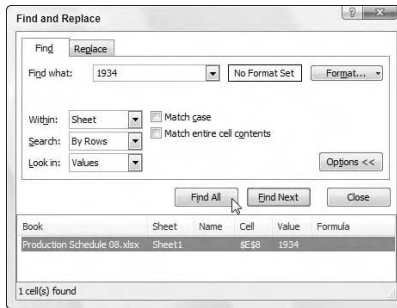 Find and Replace
Find Replace
Find what: 1934 No Format Set Format...
Within: Sheet Match case
Match entire cell contents
Search: By Rows
Look in: Values Options <<
Find All Find Next Close
Book Sheet Name Cell Value Formula
Production Schedule 08.xlsx Sheet1 $E$8 1934
1 cell(s) found